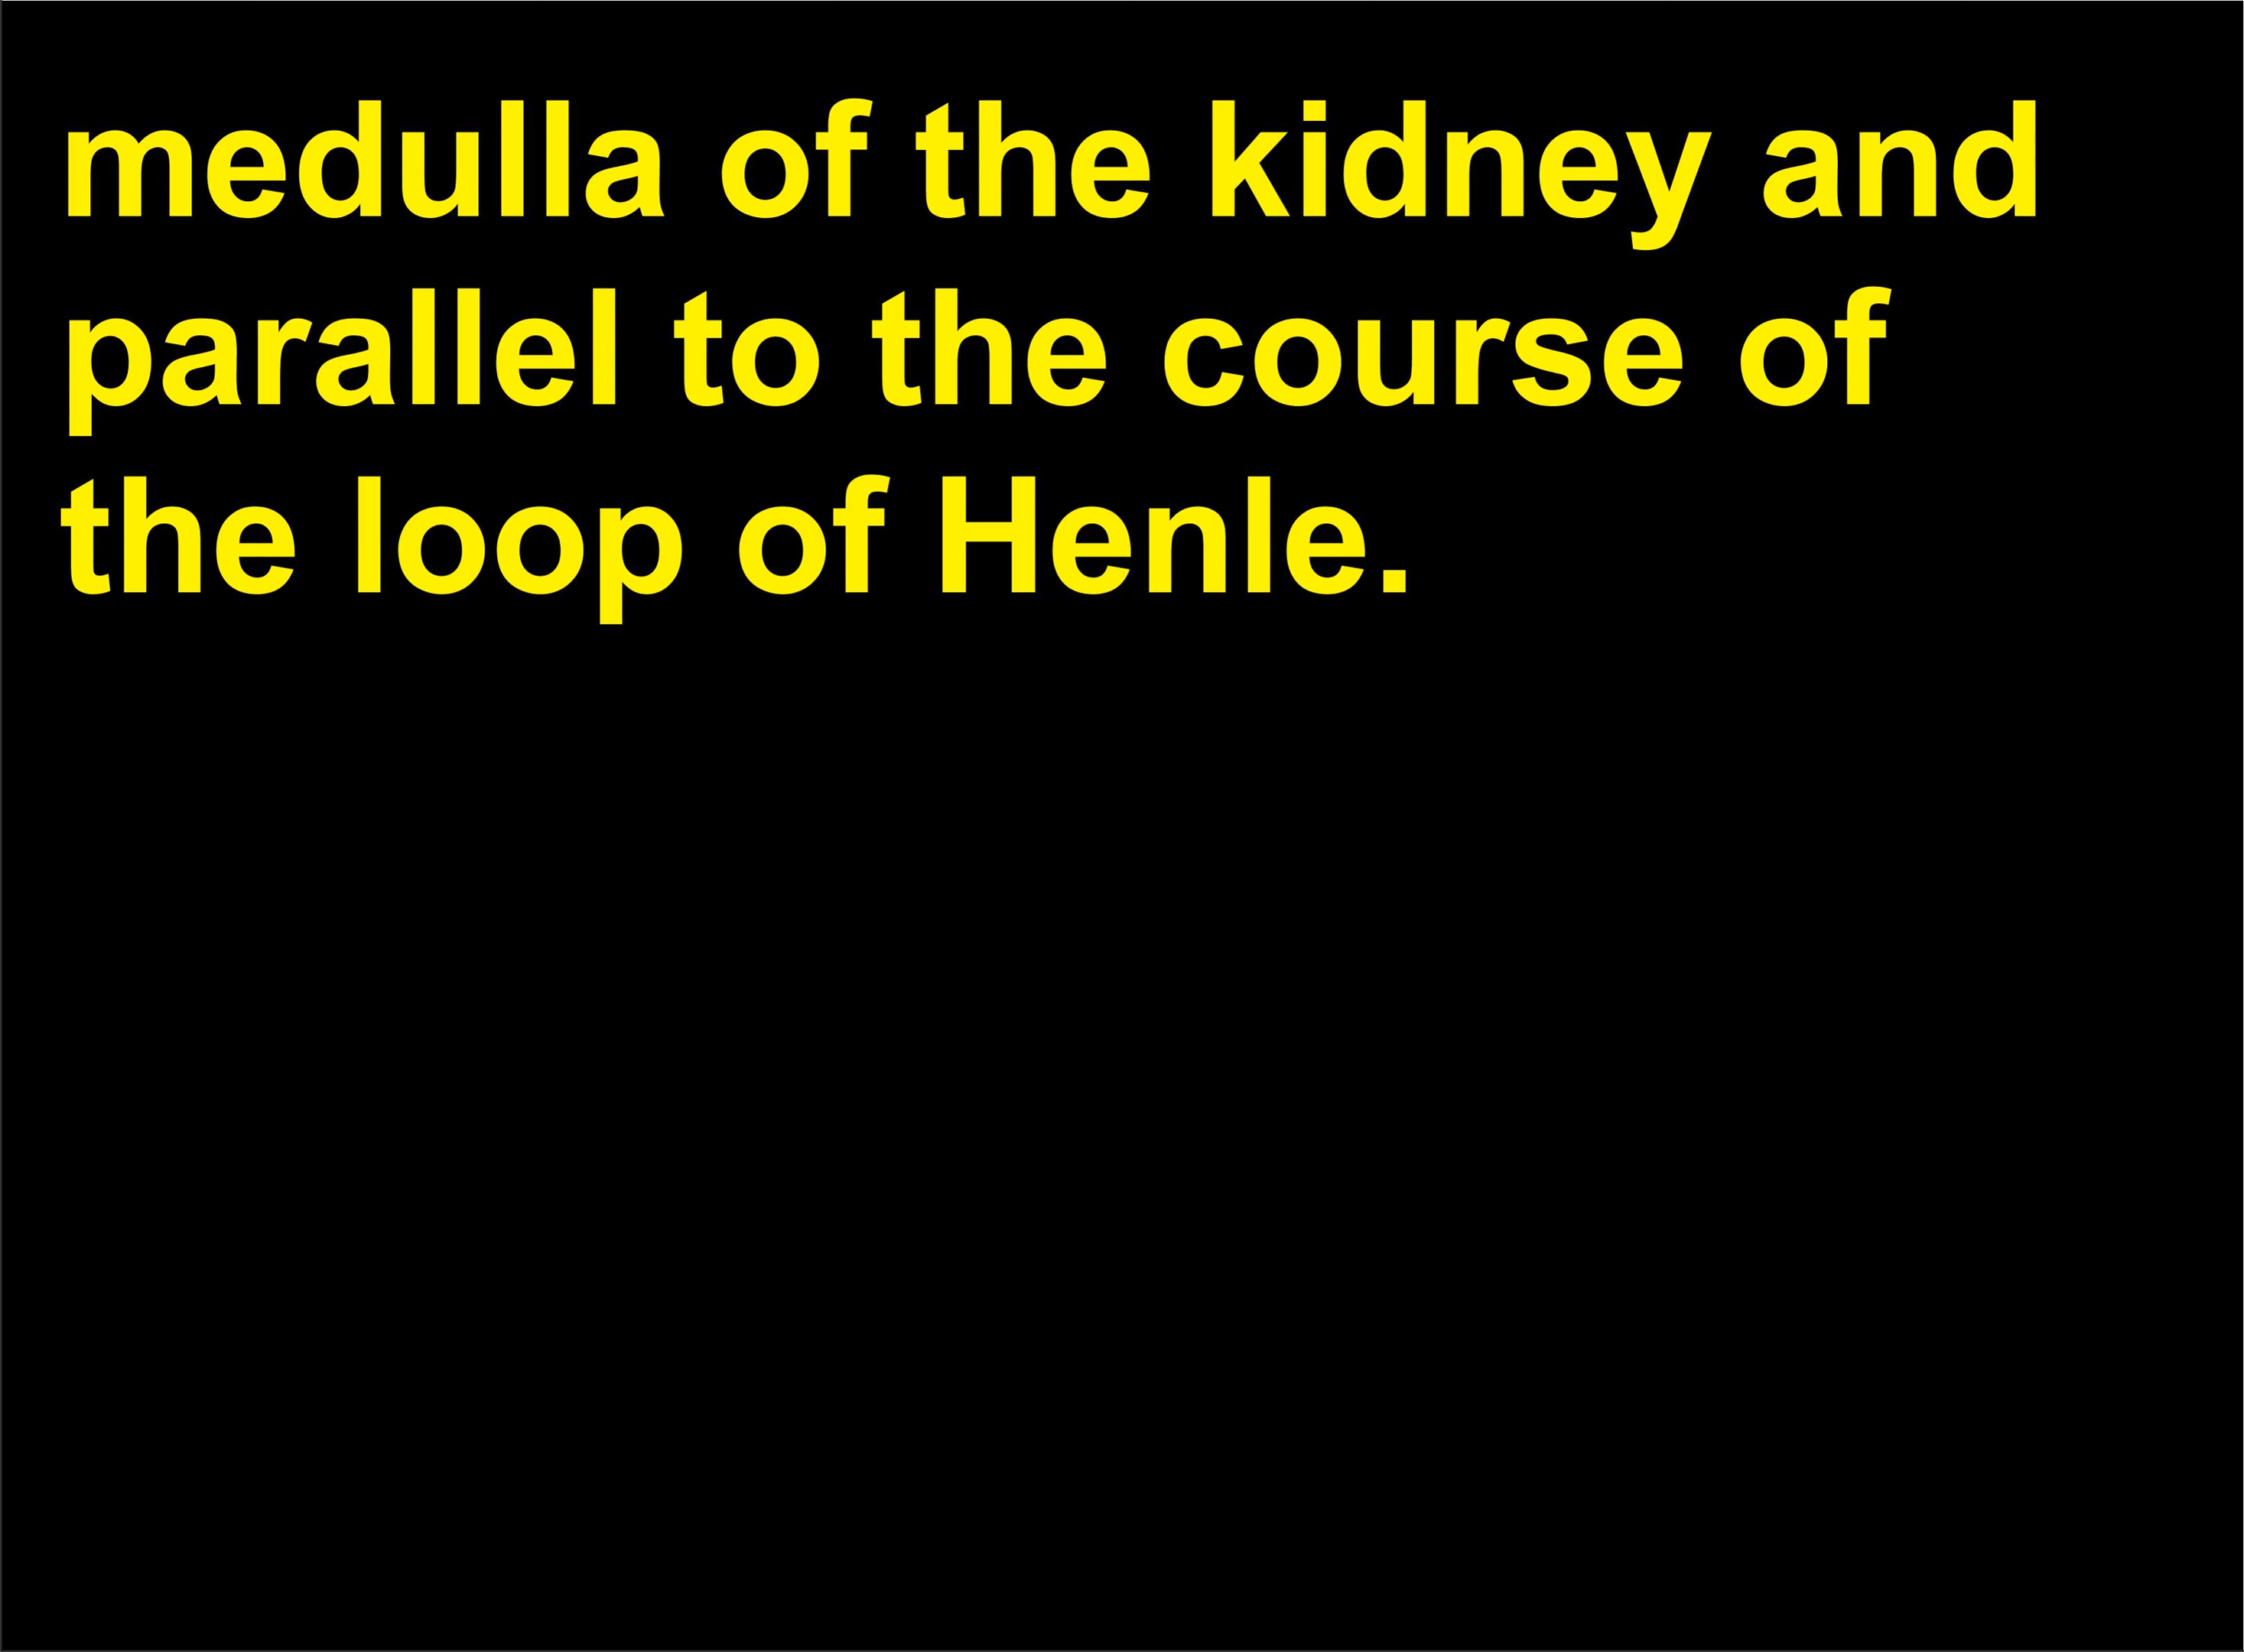 medulla of the kidney and
parallel to the course of
the loop of Henle.